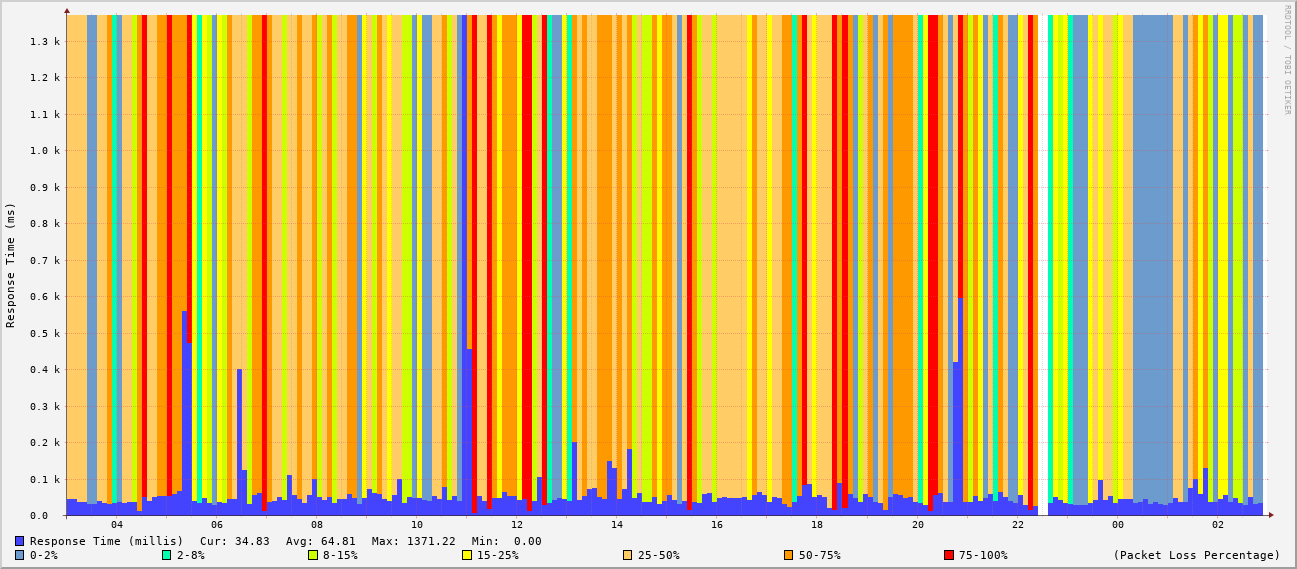 RRDTOOL / TOBI OETIKER
Response Time (ms)
1.3 k
1.2 k
1.1 k
1.0 k
0.9 k
0.8 k
0.7 k
0.6 k
0.5 k
0.4 k
0.3 k
0.2 k
0.1 k
0.0
04 06 08 10 12 14 16 18 20 22 00 02
Response Time (millis) Cur: 34.83 Avg: 64.81 Max: 1371.22 Min: 0.00
0-2% 2-8% 8-15% 15-25% 25-50% 50-75% 75-100% (Packet Loss Percentage)